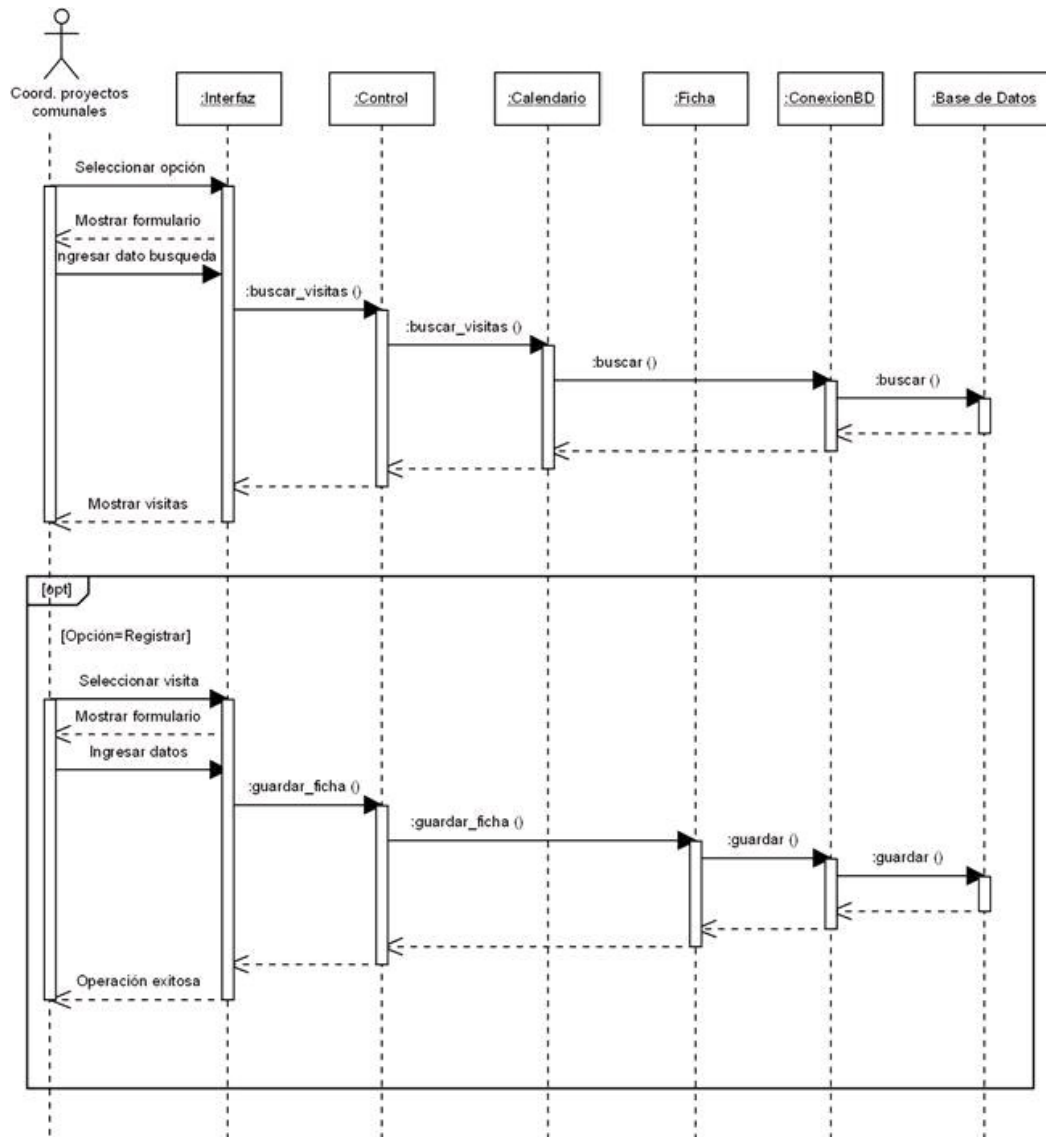 Coord. proyectos
comunales
:Interfaz
:Control
:Calendario
:Ficha
:ConexionBD
:Base de Datos
Seleccionar opción
Mostrar formulario
ngresar dato busqueda
:buscar_visitas ()
:buscar_visitas ()
:buscar ()
:buscar ()
Mostrar visitas
[opt]
[Opción=Registrar]
Seleccionar visita
Mostrar formulario
Ingresar datos
:guardar_ficha ()
:guardar_ficha ()
:guardar ()
:guardar ()
Operación exitosa